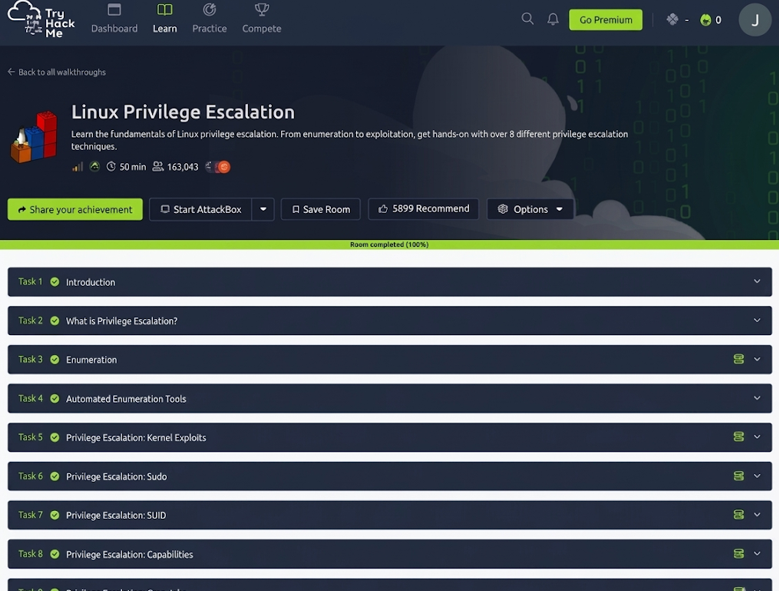 Try
Hack
Me
Dashboard
Learn
Practice
Compete
Go Premium
-
0
J
← Back to all walkthroughs
Linux Privilege Escalation
Learn the fundamentals of Linux privilege escalation. From enumeration to exploitation, get hands-on with over 8 different privilege escalation
techniques.
50 min
163,043
Share your achievement
Start AttackBox
Save Room
5899 Recommend
Options
Room completed (100%)
Task 1 Introduction
Task 2 What is Privilege Escalation?
Task 3 Enumeration
Task 4 Automated Enumeration Tools
Task 5 Privilege Escalation: Kernel Exploits
Task 6 Privilege Escalation: Sudo
Task 7 Privilege Escalation: SUID
Task 8 Privilege Escalation: Capabilities